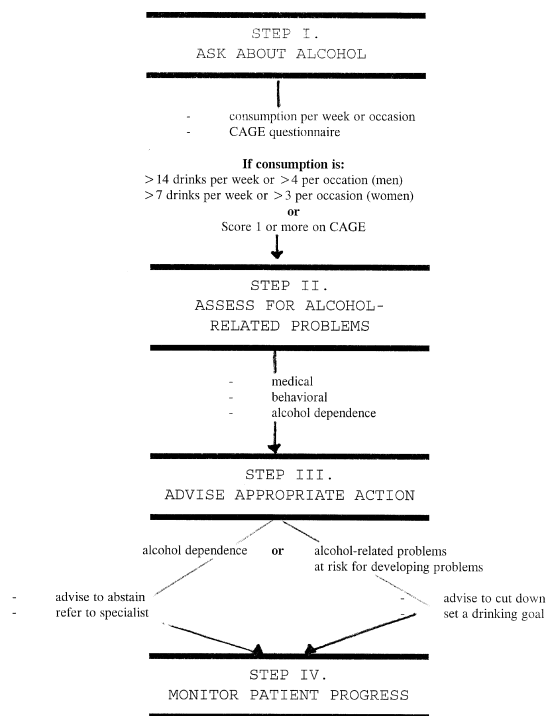 STEP I.
ASK ABOUT ALCOHOL
- consumption per week or occasion
- CAGE questionnaire
If consumption is:
>14 drinks per week or >4 per occation (men)
>7 drinks per week or >3 per occasion (women)
or
Score 1 or more on CAGE
STEP II.
ASSESS FOR ALCOHOL-
RELATED PROBLEMS
- medical
- behavioral
- alcohol dependence
STEP III.
ADVISE APPROPRIATE ACTION
alcohol dependence or alcohol-related problems
at risk for developing problems
- advise to abstain
- refer to specialist
- advise to cut down
- set a drinking goal
STEP IV.
MONITOR PATIENT PROGRESS